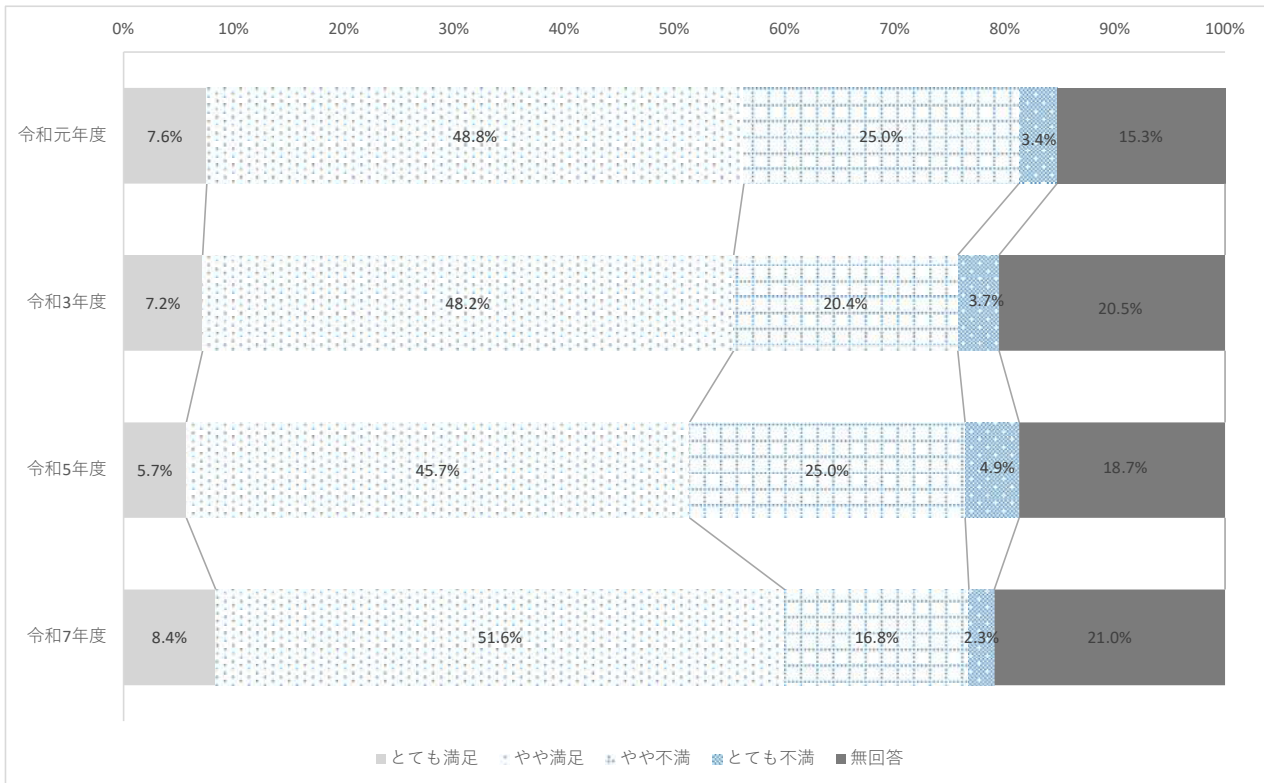 0% 10% 20% 30% 40% 50% 60% 70% 80% 90% 100%
令和元年度 7.6% 48.8% 25.0% 3.4% 15.3%
令和3年度 7.2% 48.2% 20.4% 3.7% 20.5%
令和5年度 5.7% 45.7% 25.0% 4.9% 18.7%
令和7年度 8.4% 51.6% 16.8% 2.3% 21.0%
とても満足 やや満足 やや不満 とても不満 無回答